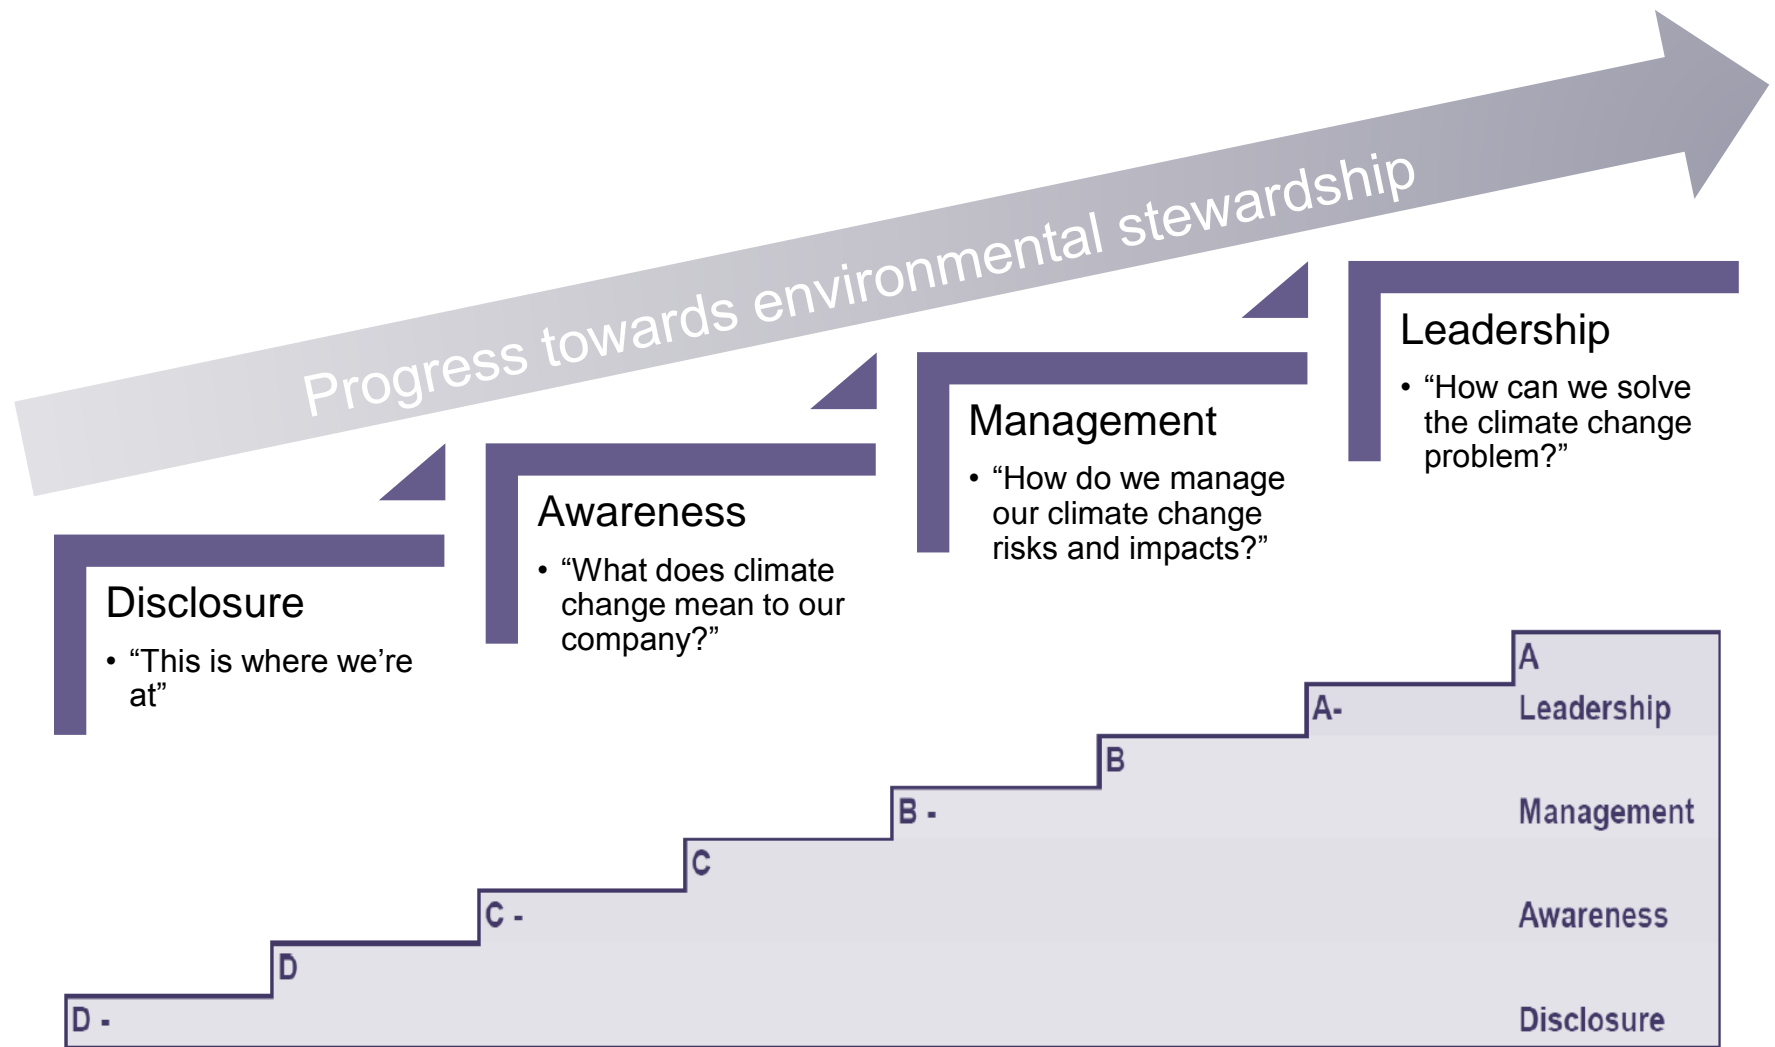 Progress towards environmental stewardship
Disclosure
• “This is where we’re
at”
Awareness
• “What does climate
change mean to our
company?”
Management
• “How do we manage
our climate change
risks and impacts?”
Leadership
• “How can we solve
the climate change
problem?”
A
A-
Leadership
B
B -
Management
C
C -
Awareness
D
D -
Disclosure